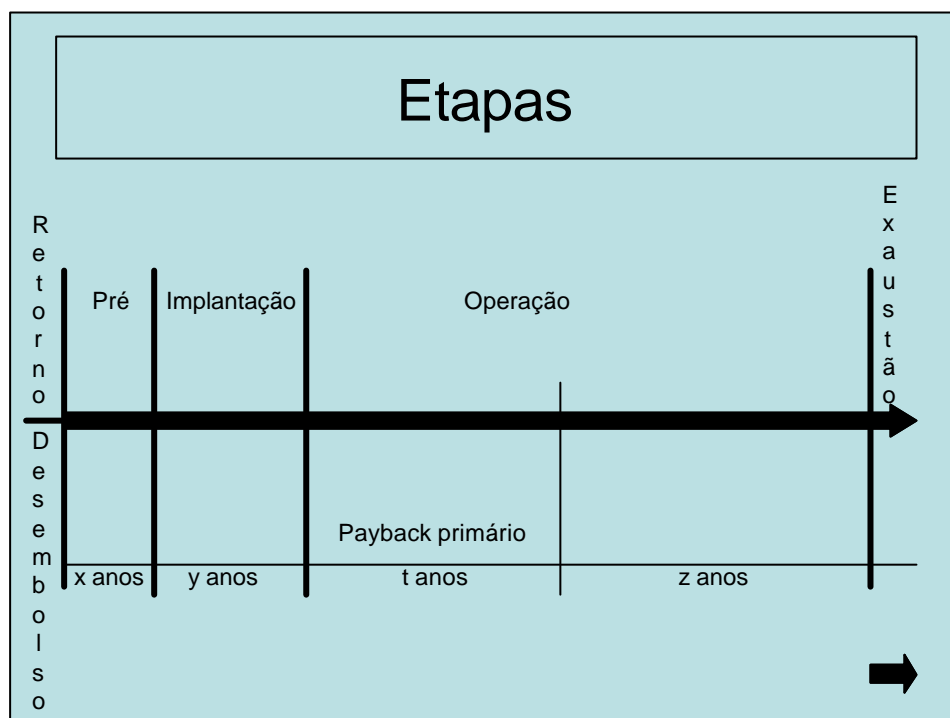 Etapas
Retorno
Desembolso
Pré
Implantação
Operação
Exaustão
Payback primário
x anos
y anos
t anos
z anos